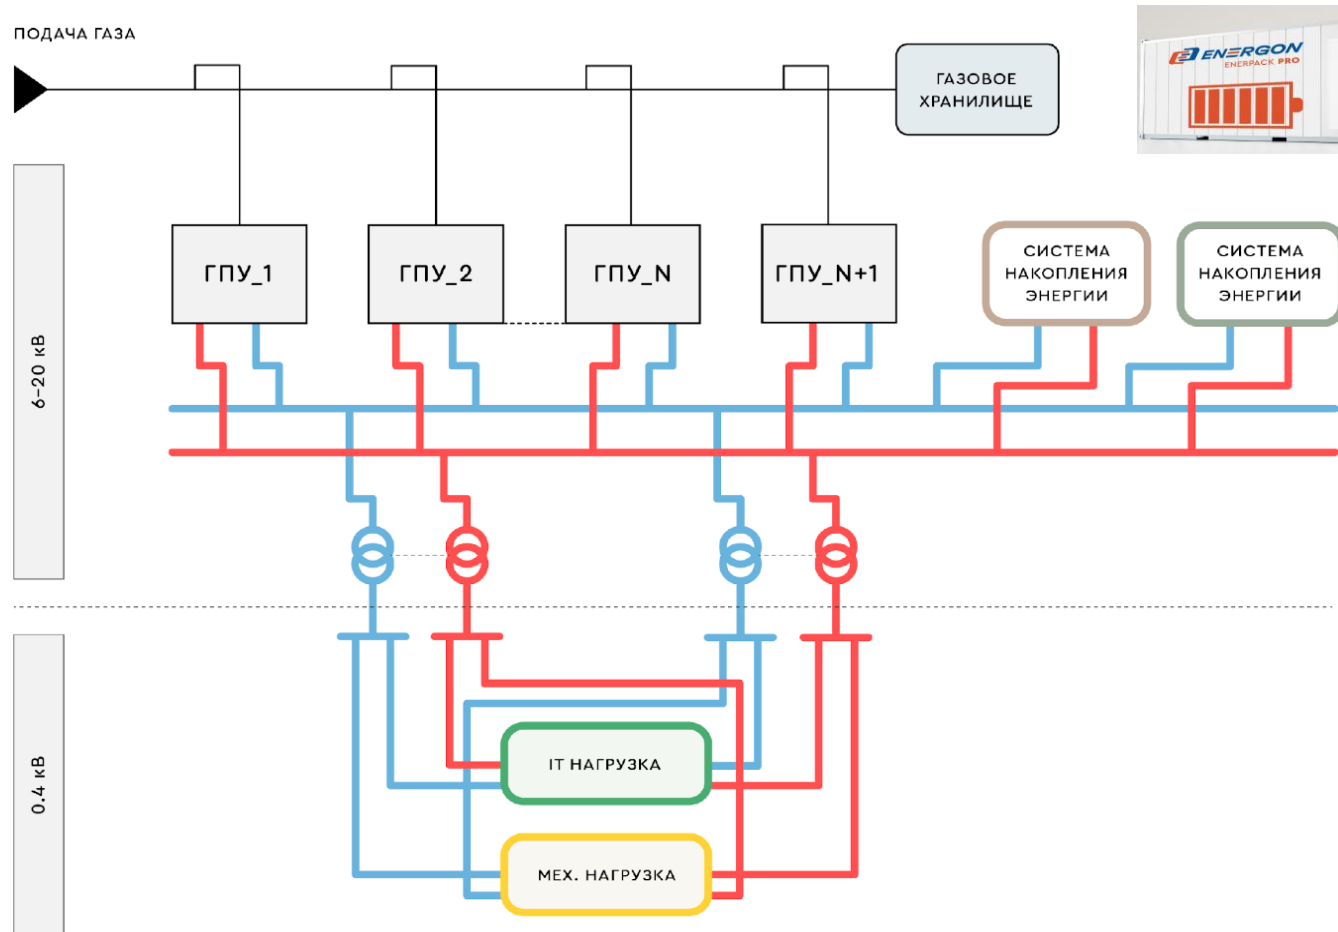 ПОДАЧА ГАЗА
ГАЗОВОЕ
ХРАНИЛИЩЕ
ENERGON
ENERPACK PRO
6-20 кВ
ГПУ_1
ГПУ_2
ГПУ_N
ГПУ_N+1
СИСТЕМА
НАКОПЛЕНИЯ
ЭНЕРГИИ
СИСТЕМА
НАКОПЛЕНИЯ
ЭНЕРГИИ
0.4 кВ
IT НАГРУЗКА
МЕХ. НАГРУЗКА